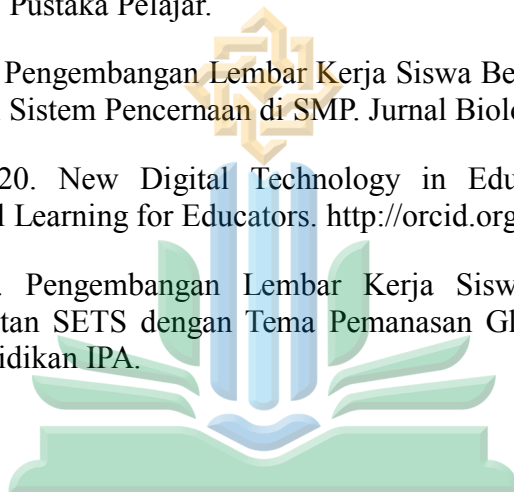 Pustaka Pelajar.
Pengembangan Lembar Kerja Siswa Be
Sistem Pencernaan di SMP. Jurnal Biolo
20. New Digital Technology in Edu
l Learning for Educators. http://orcid.org
. Pengembangan Lembar Kerja Sisw
tan SETS dengan Tema Pemanasan Gl
idikan IPA.